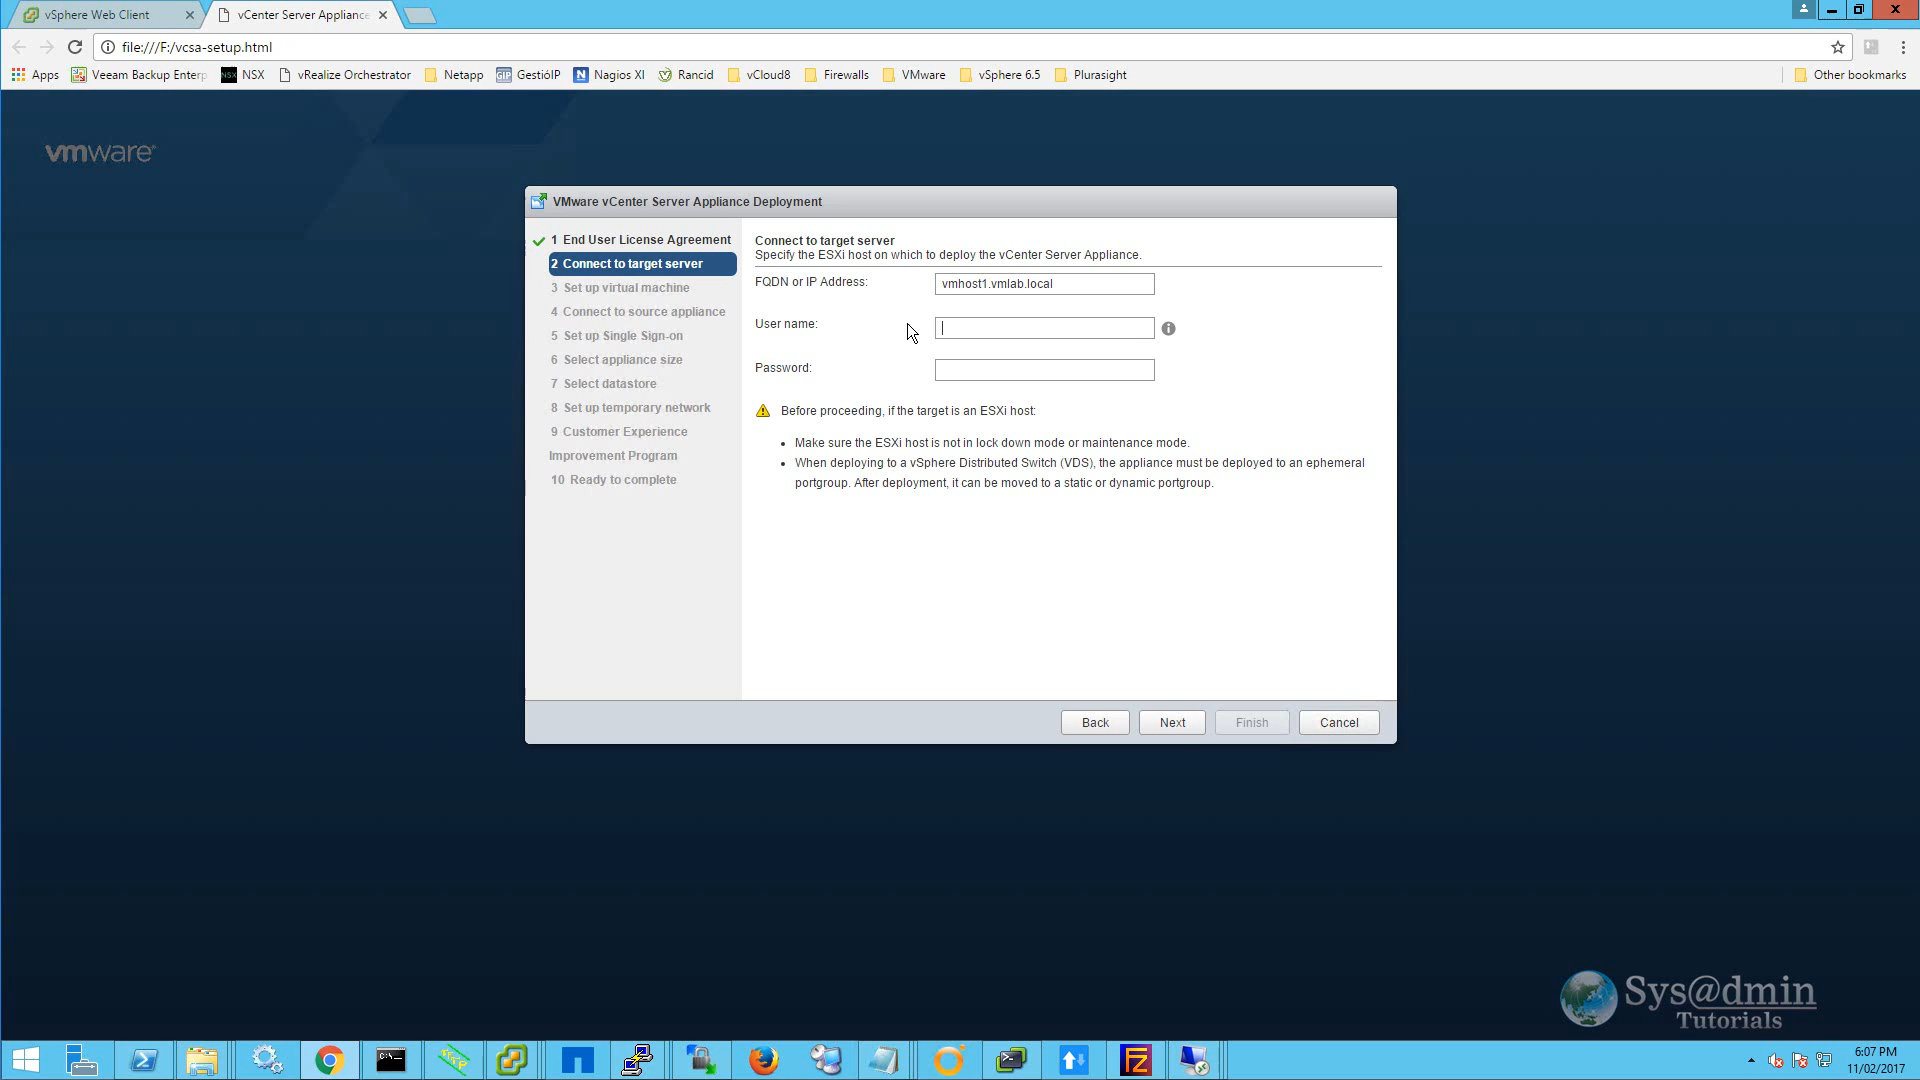 vSphere Web Client
vCenter Server Appliance
file:///F:/vcsa-setup.html
Apps
Veeam Backup Enterp
NSX
NSX
vRealize Orchestrator
Netapp
GIP
GestióIP
N
Nagios XI
Rancid
vCloud8
Firewalls
VMware
vSphere 6.5
Plurasight
Other bookmarks
vmware
VMware vCenter Server Appliance Deployment
1 End User License Agreement
2 Connect to target server
3 Set up virtual machine
4 Connect to source appliance
5 Set up Single Sign-on
6 Select appliance size
7 Select datastore
8 Set up temporary network
9 Customer Experience
Improvement Program
10 Ready to complete
Connect to target server
Specify the ESXi host on which to deploy the vCenter Server Appliance.
FQDN or IP Address:
vmhost1.vmlab.local
User name:
Password:
Before proceeding, if the target is an ESXi host:
• Make sure the ESXi host is not in lock down mode or maintenance mode.
• When deploying to a vSphere Distributed Switch (VDS), the appliance must be deployed to an ephemeral
portgroup. After deployment, it can be moved to a static or dynamic portgroup.
Back
Next
Finish
Cancel
Sys@dmin
Tutorials
6:07 PM
11/02/2017